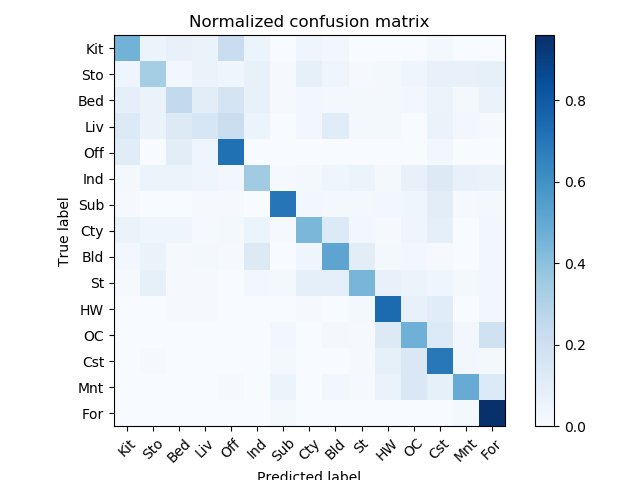 Normalized confusion matrix
True label
Kit
Sto
Bed
Liv
Off
Ind
Sub
Cty
Bld
St
HW
OC
Cst
Mnt
For
Kit Sto Bed Liv Off Ind Sub Cty Bld St HW OC Cst Mnt For
Predicted label
0.8
0.6
0.4
0.2
0.0